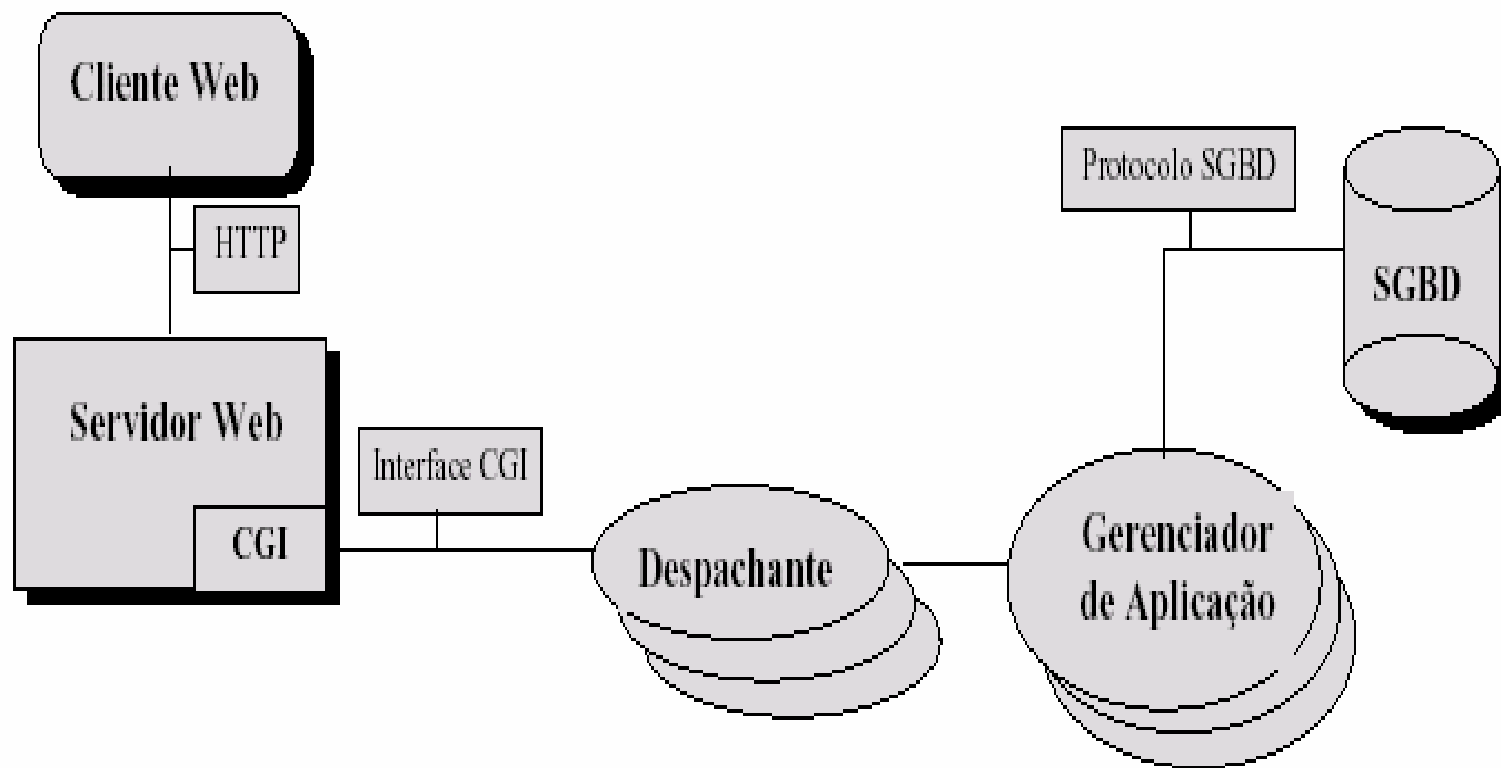 Cliente Web
HTTP
Servidor Web
CGI
Interface CGI
Despachante
Gerenciador
de Aplicação
Protocolo SGBD
SGBD